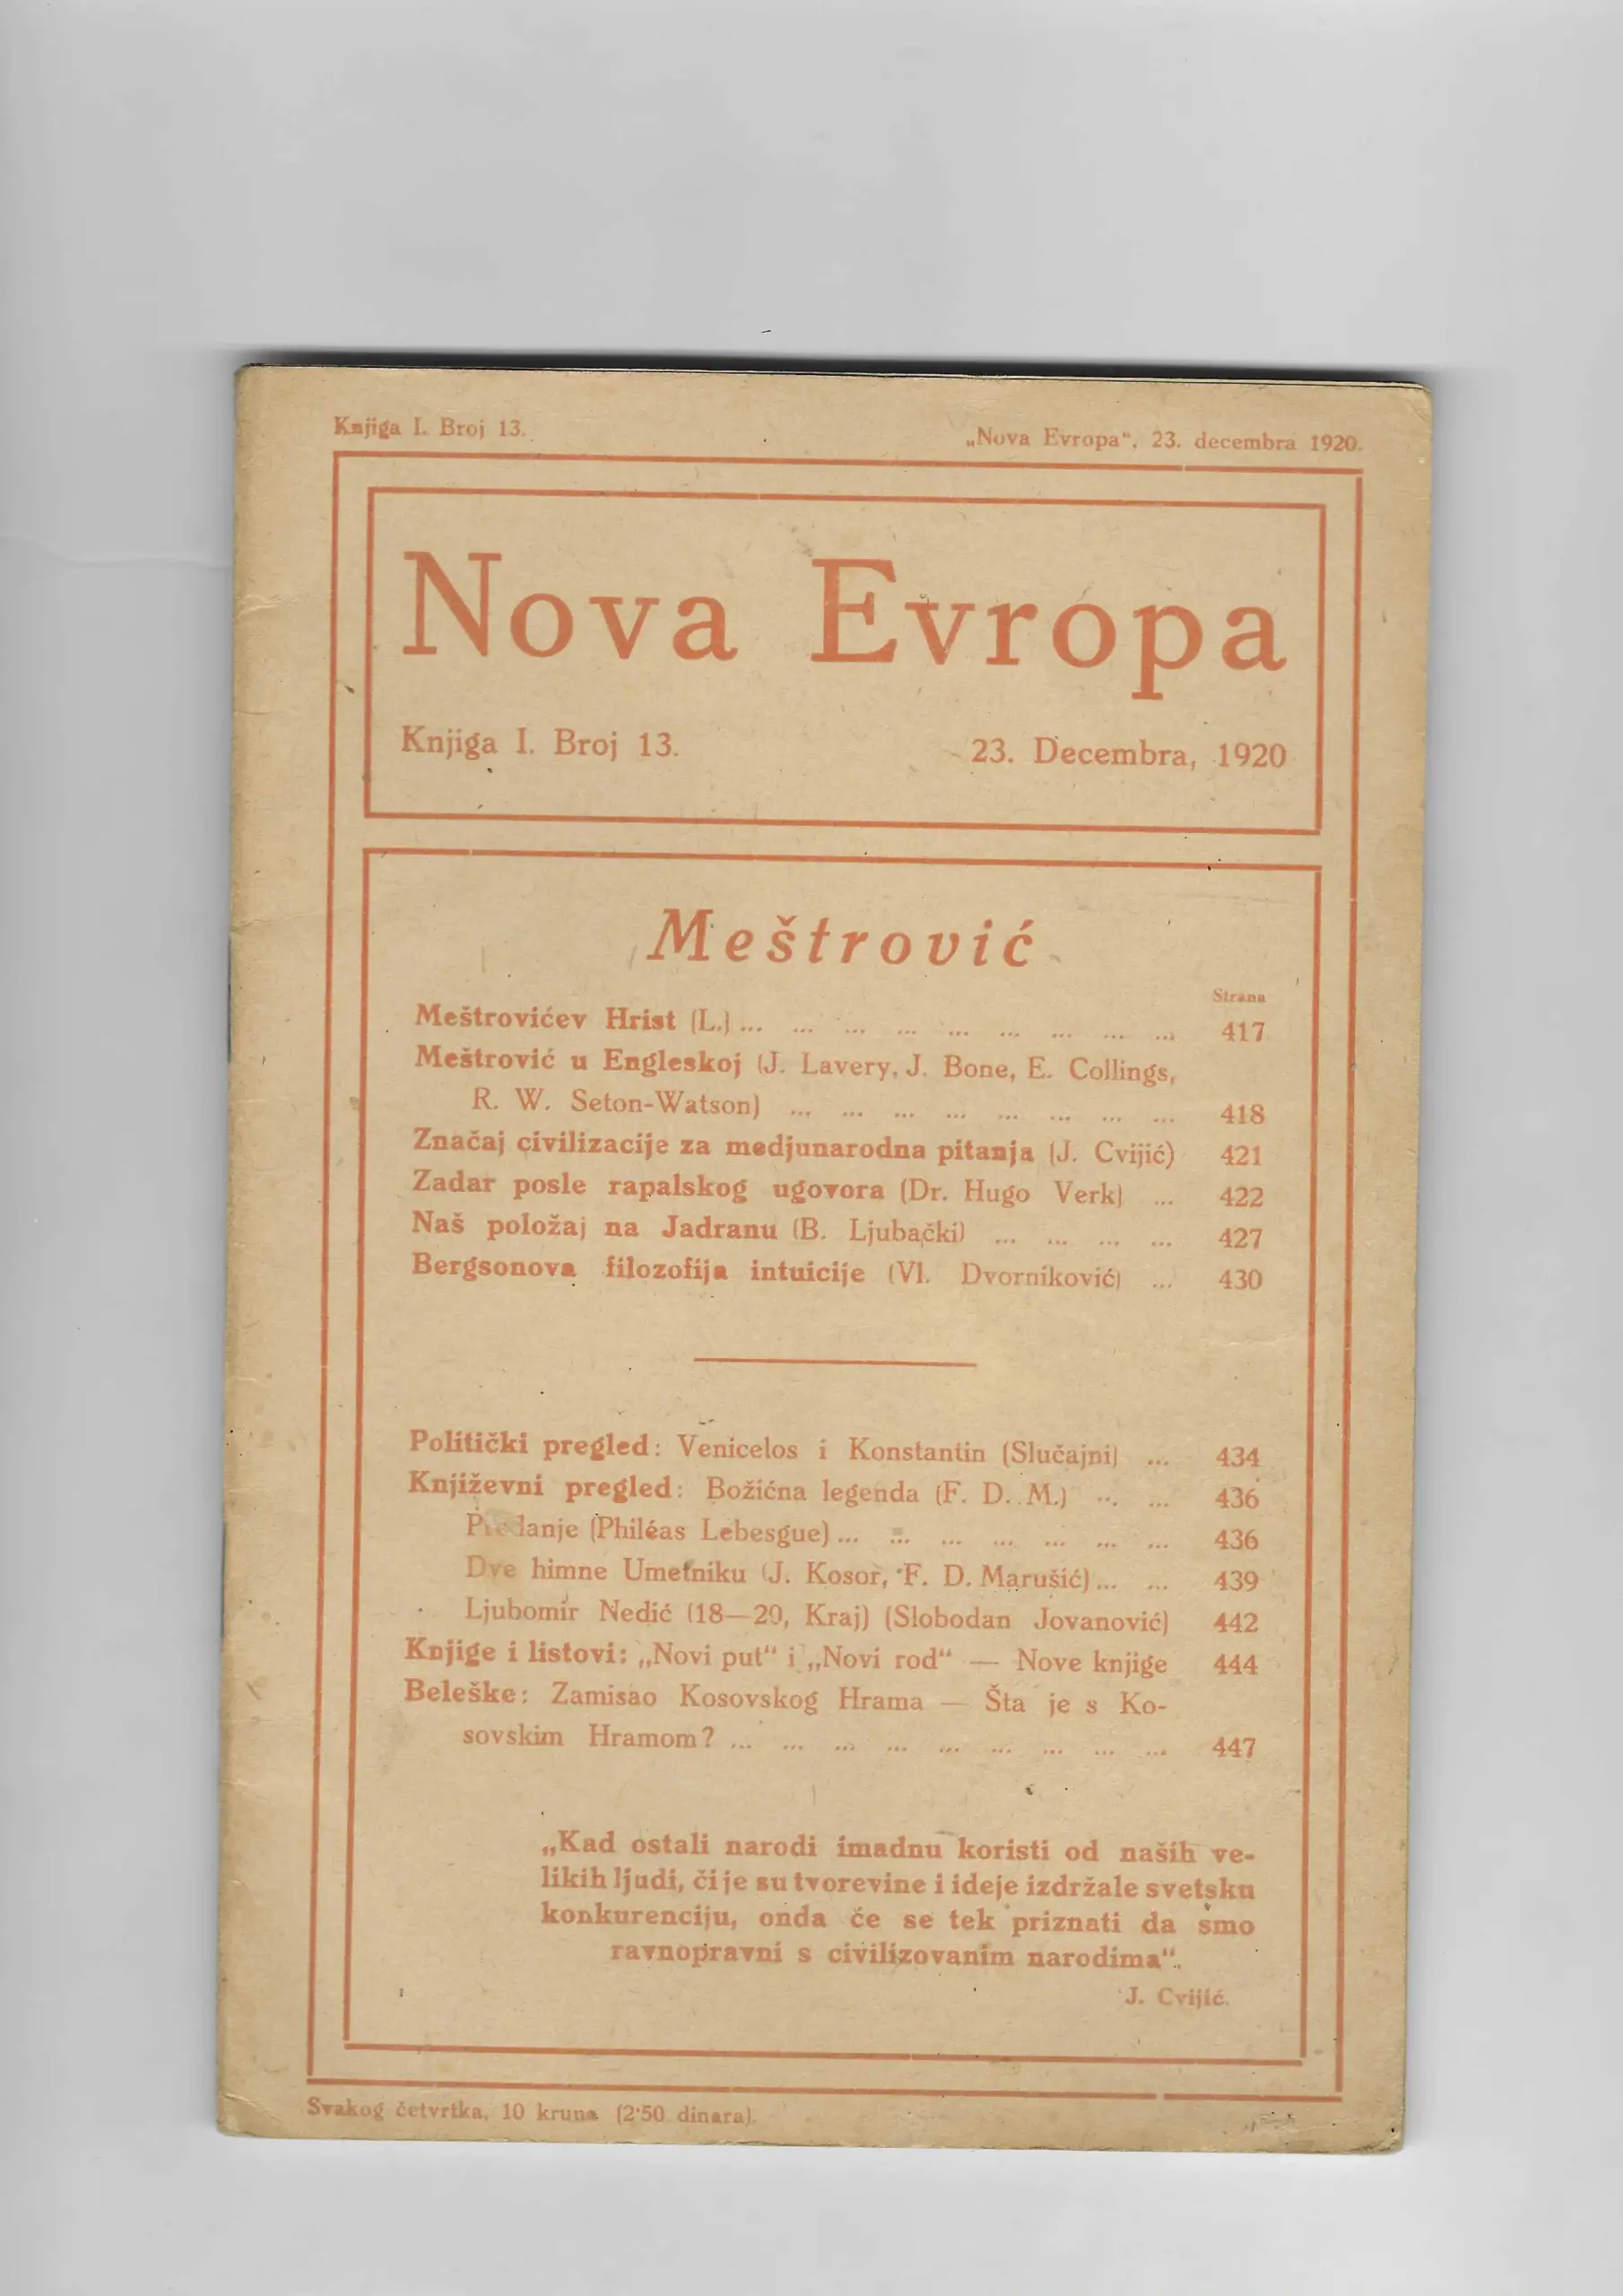 Knjiga I. Broj 13.
„Nova Evropa“, 23. decembra 1920.
Nova Evropa
Knjiga I. Broj 13.
23. Decembra, 1920
Meštrović
Strana
Meštrovićev Hrist (L.) ... ... ... ... ... ... ... ... ... 417
Meštrović u Engleskoj (J. Lavery, J. Bone, E. Collings,
R. W. Seton-Watson) ... ... ... ... ... ... ... ... 418
Značaj civilizacije za medjunarodna pitanja (J. Cvijić) 421
Zadar posle rapalskog ugovora (Dr. Hugo Verk) ... 422
Naš položaj na Jadranu (B. Ljubački) ... ... ... ... 427
Bergsonova filozofija intuicije (Vl. Dvorniković) ... 430
Politički pregled: Venicelos i Konstantin (Slučajni) ... 434
Književni pregled: Božićna legenda (F. D. M.) ... ... 436
(Philéas Lebesgue) ... ... ... ... ... ... ... 436
Dve himne Umetniku (J. Kosor, F. D. Marušić) ... ... 439
Ljubomir Nedić (18—20, Kraj) (Slobodan Jovanović) 442
Knjige i listovi: „Novi put“ i „Novi rod“ — Nove knjige 444
Beleške: Zamisao Kosovskog Hrama — Šta je s Ko-
sovskim Hramom? ... ... ... ... ... ... ... ... ... 447
„Kad ostali narodi imadnu koristi od naših ve-
likih ljudi, čije su tvorevine i ideje izdržale svetsku
konkurenciju, onda će se tek priznati da smo
ravnopravni s civilizovanim narodima“.
J. Cvijić.
Svakog četvrtka, 10 kruna (2·50 dinara).